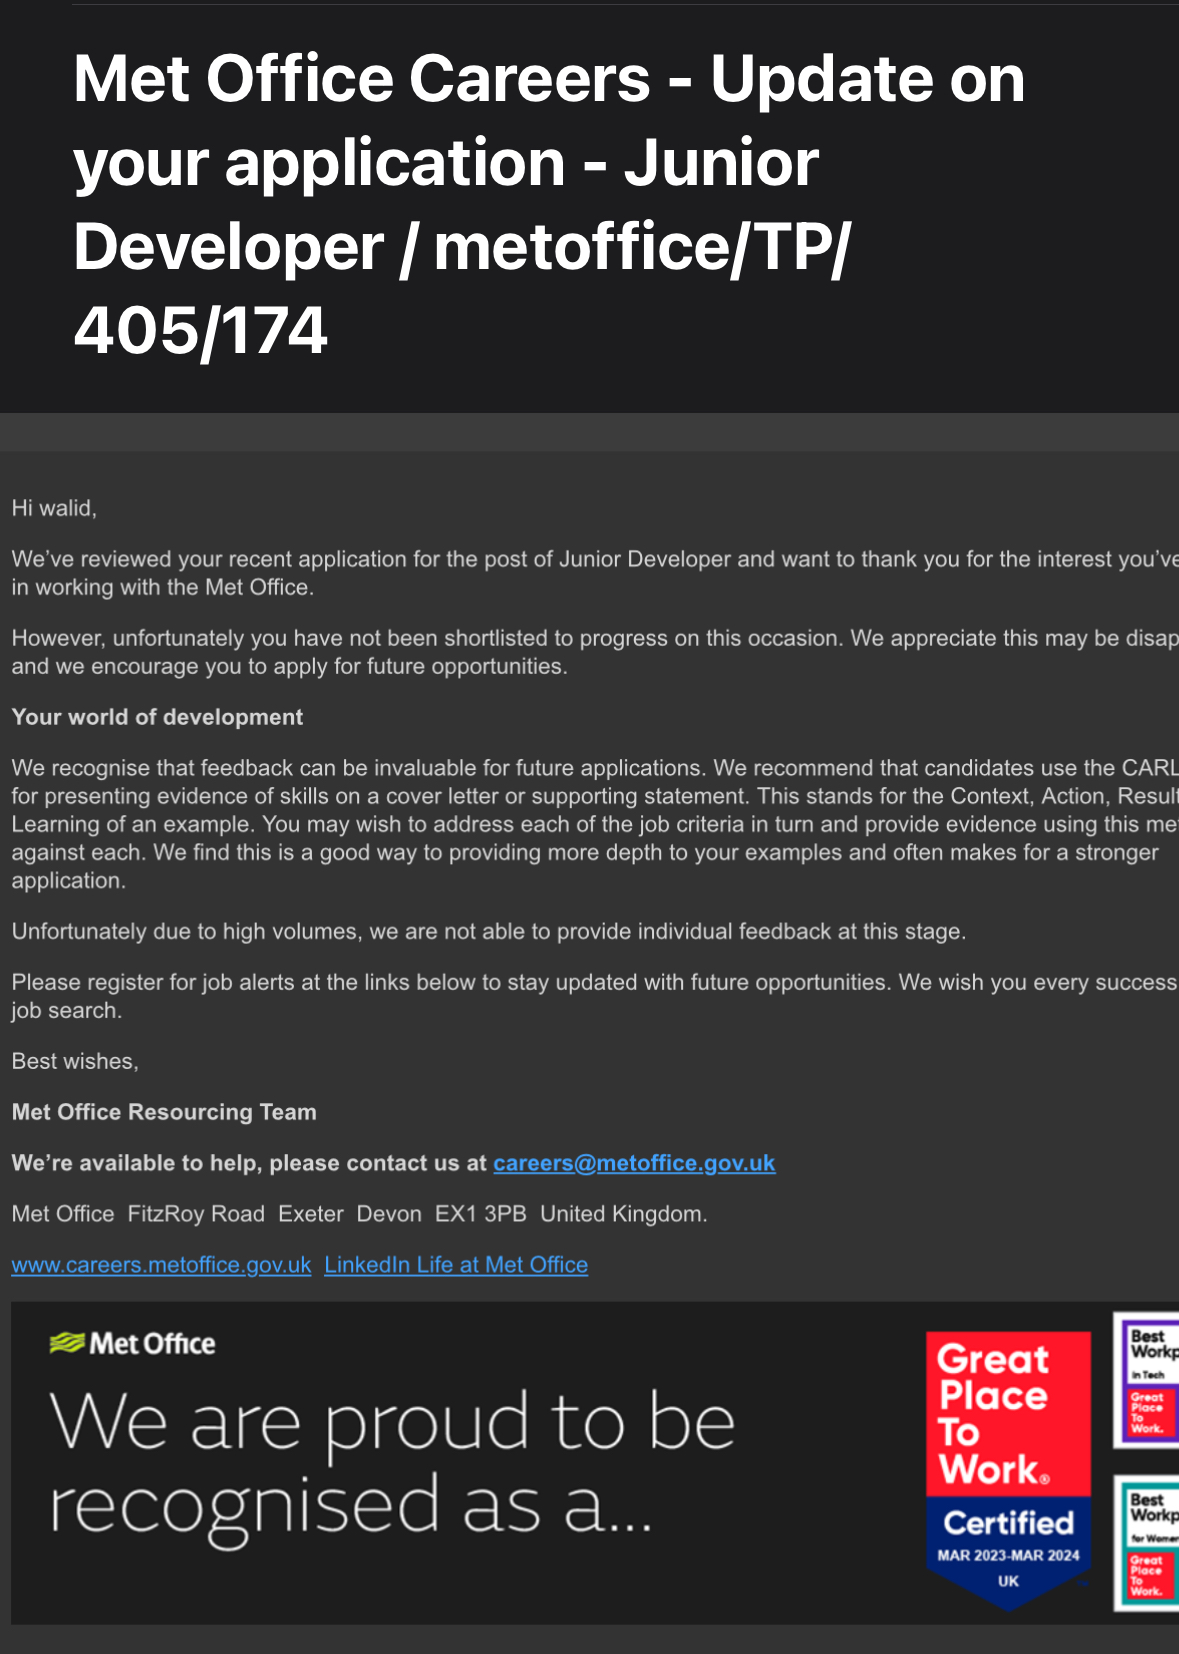 Met Office Careers - Update on
your application - Junior
Developer / metoffice/TP/
405/174
Hi walid,
We’ve reviewed your recent application for the post of Junior Developer and want to thank you for the interest you’ve
in working with the Met Office.
However, unfortunately you have not been shortlisted to progress on this occasion. We appreciate this may be disap
and we encourage you to apply for future opportunities.
Your world of development
We recognise that feedback can be invaluable for future applications. We recommend that candidates use the CARL
for presenting evidence of skills on a cover letter or supporting statement. This stands for the Context, Action, Result
Learning of an example. You may wish to address each of the job criteria in turn and provide evidence using this me
against each. We find this is a good way to providing more depth to your examples and often makes for a stronger
application.
Unfortunately due to high volumes, we are not able to provide individual feedback at this stage.
Please register for job alerts at the links below to stay updated with future opportunities. We wish you every success
job search.
Best wishes,
Met Office Resourcing Team
We’re available to help, please contact us at careers@metoffice.gov.uk
Met Office FitzRoy Road Exeter Devon EX1 3PB United Kingdom.
www.careers.metoffice.gov.uk LinkedIn Life at Met Office
Met Office
We are proud to be
recognised as a...
Great
Place
To
Work®
Certified
MAR 2023-MAR 2024
UK
Best
Workp
in Tech
Great
Place
To
Work.
Best
Workp
for Women
Great
Place
To
Work.